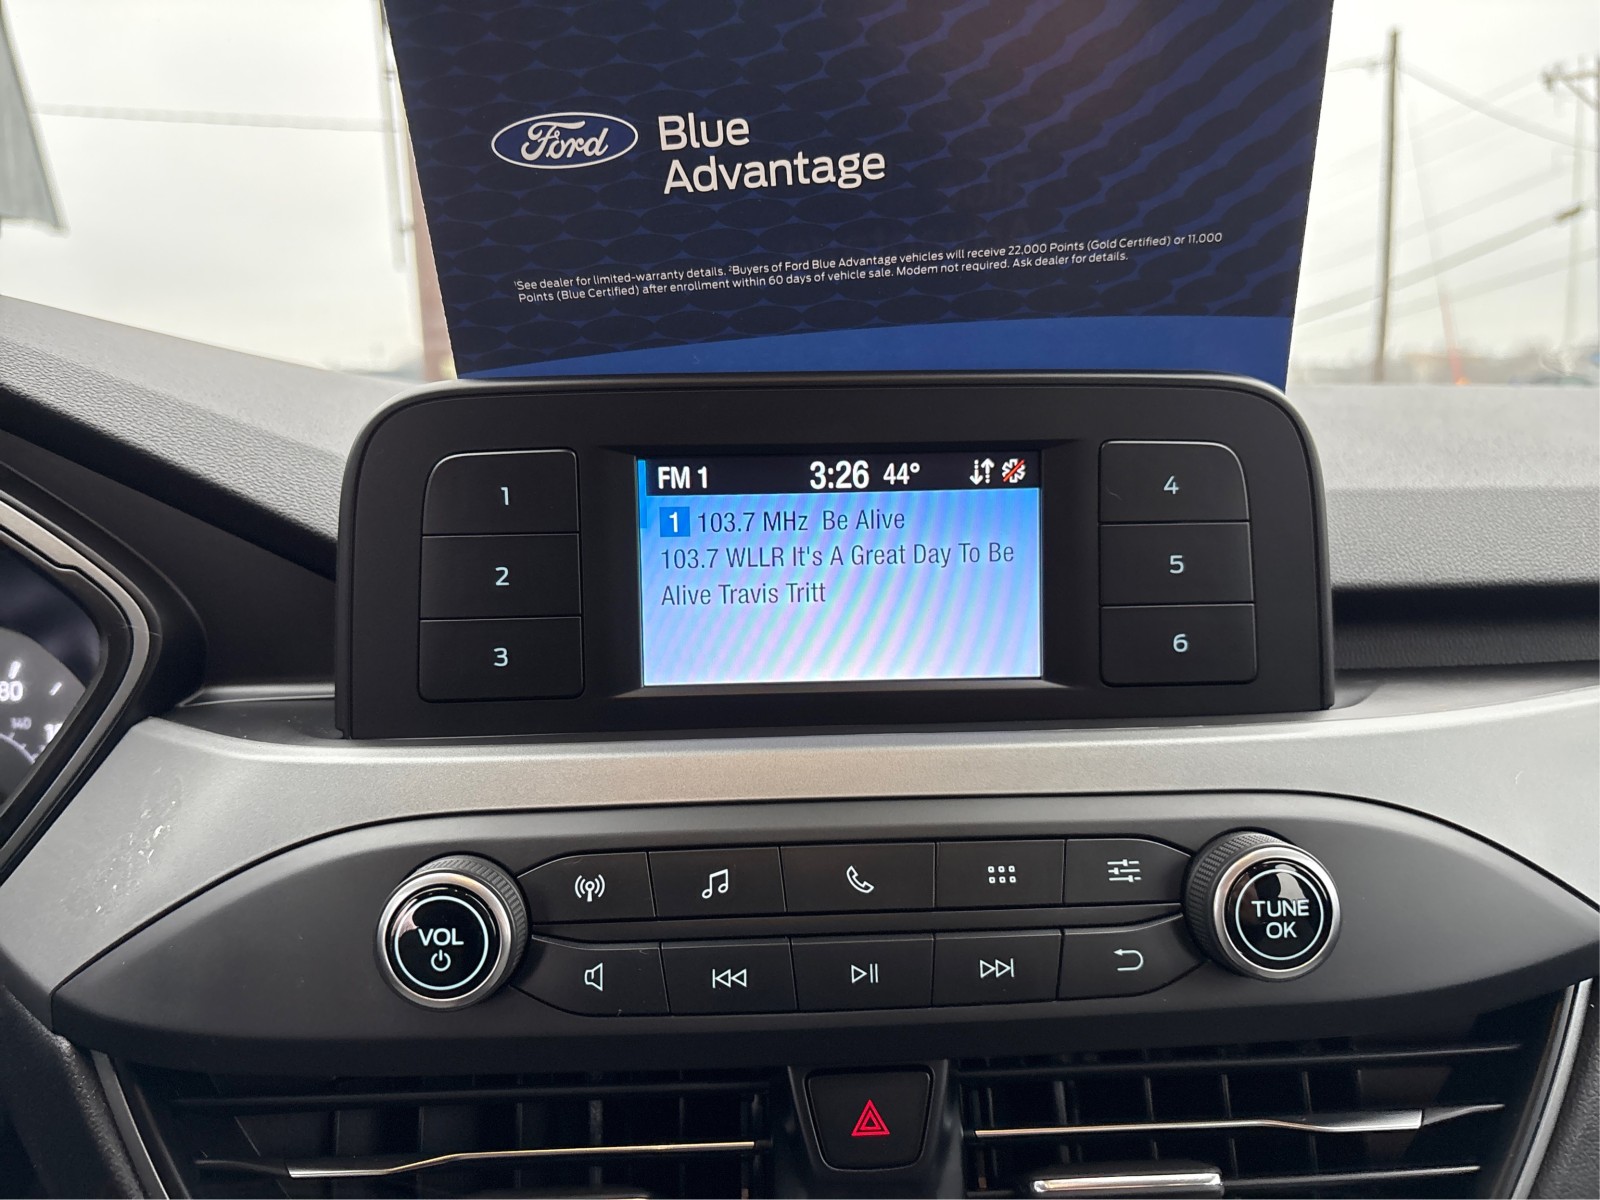 Ford
Blue
Advantage
¹See dealer for limited-warranty details. ²Buyers of Ford Blue Advantage vehicles will receive 22,000 Points (Gold Certified) or 11,000
Points (Blue Certified) after enrollment within 60 days of vehicle sale. Modem not required. Ask dealer for details.
FM 1 3:26 44°
1 103.7 MHz Be Alive
103.7 WLLR It's A Great Day To Be
Alive Travis Tritt
1
2
3
4
5
6
80
140
VOL
TUNE
OK